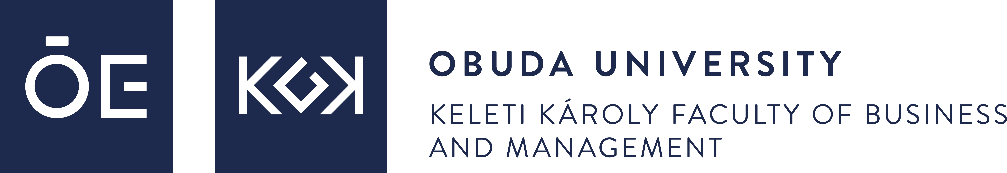 ŌE
KGK
OBUDA UNIVERSITY
KELETI KÁROLY FACULTY OF BUSINESS
AND MANAGEMENT